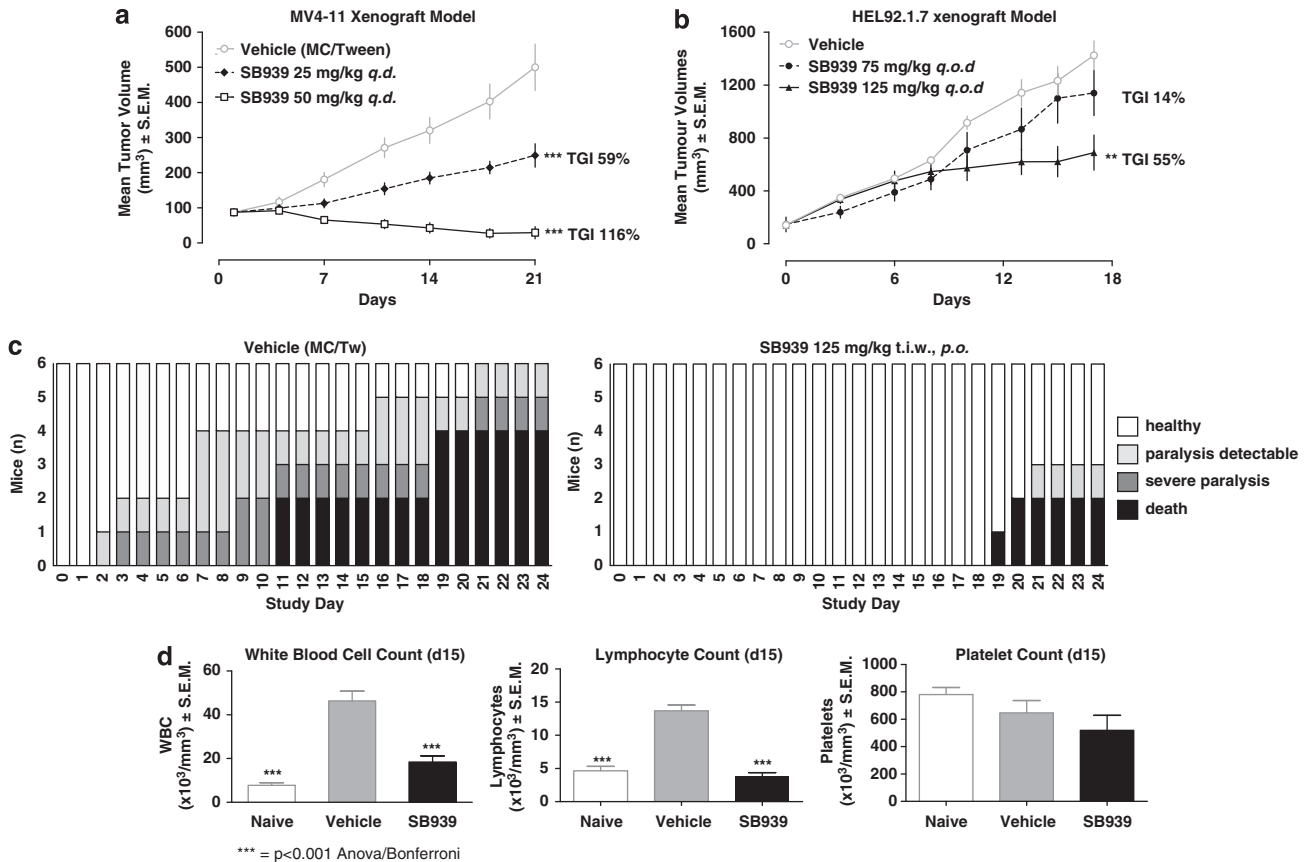 a
MV4-11 Xenograft Model
Mean Tumor Volume
(mm³) ± S.E.M.
600
500
400
300
200
100
0
Vehicle (MC/Tween)
SB939 25 mg/kg q.d.
SB939 50 mg/kg q.d.
*** TGI 59%
*** TGI 116%
0 7 14 21
Days
b
HEL92.1.7 xenograft Model
Mean Tumour Volumes
(mm³) ± S.E.M.
1600
1200
800
400
0
Vehicle
SB939 75 mg/kg q.o.d
SB939 125 mg/kg q.o.d
TGI 14%
** TGI 55%
0 6 12 18
Days
c
Vehicle (MC/Tw)
Mice (n)
6
5
4
3
2
1
0
0 1 2 3 4 5 6 7 8 9 10 11 12 13 14 15 16 17 18 19 20 21 22 23 24
Study Day
SB939 125 mg/kg t.i.w., p.o.
Mice (n)
6
5
4
3
2
1
0
0 1 2 3 4 5 6 7 8 9 10 11 12 13 14 15 16 17 18 19 20 21 22 23 24
Study Day
healthy
paralysis detectable
severe paralysis
death
d
White Blood Cell Count (d15)
WBC
(x10³/mm³) ± S.E.M.
60
40
20
0
***
***
Naive Vehicle SB939
*** = p<0.001 Anova/Bonferroni
Lymphocyte Count (d15)
Lymphocytes
(x10³/mm³) ± S.E.M.
20
15
10
5
0
***
***
Naive Vehicle SB939
Platelet Count (d15)
Platelets
(x10³/mm³) ± S.E.M.
1000
800
600
400
200
0
Naive Vehicle SB939